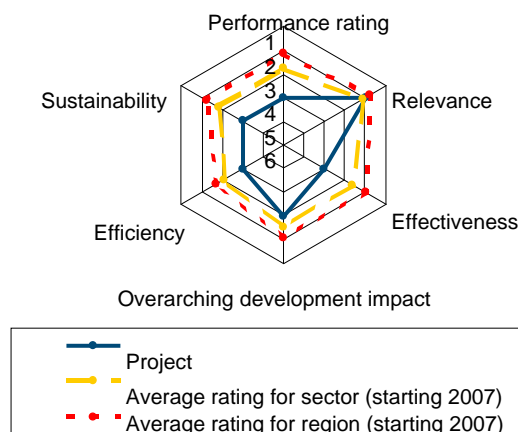 Performance rating
1
2
3
4
5
6
Sustainability
Relevance
Efficiency
Effectiveness
Overarching development impact
Project
Average rating for sector (starting 2007)
Average rating for region (starting 2007)